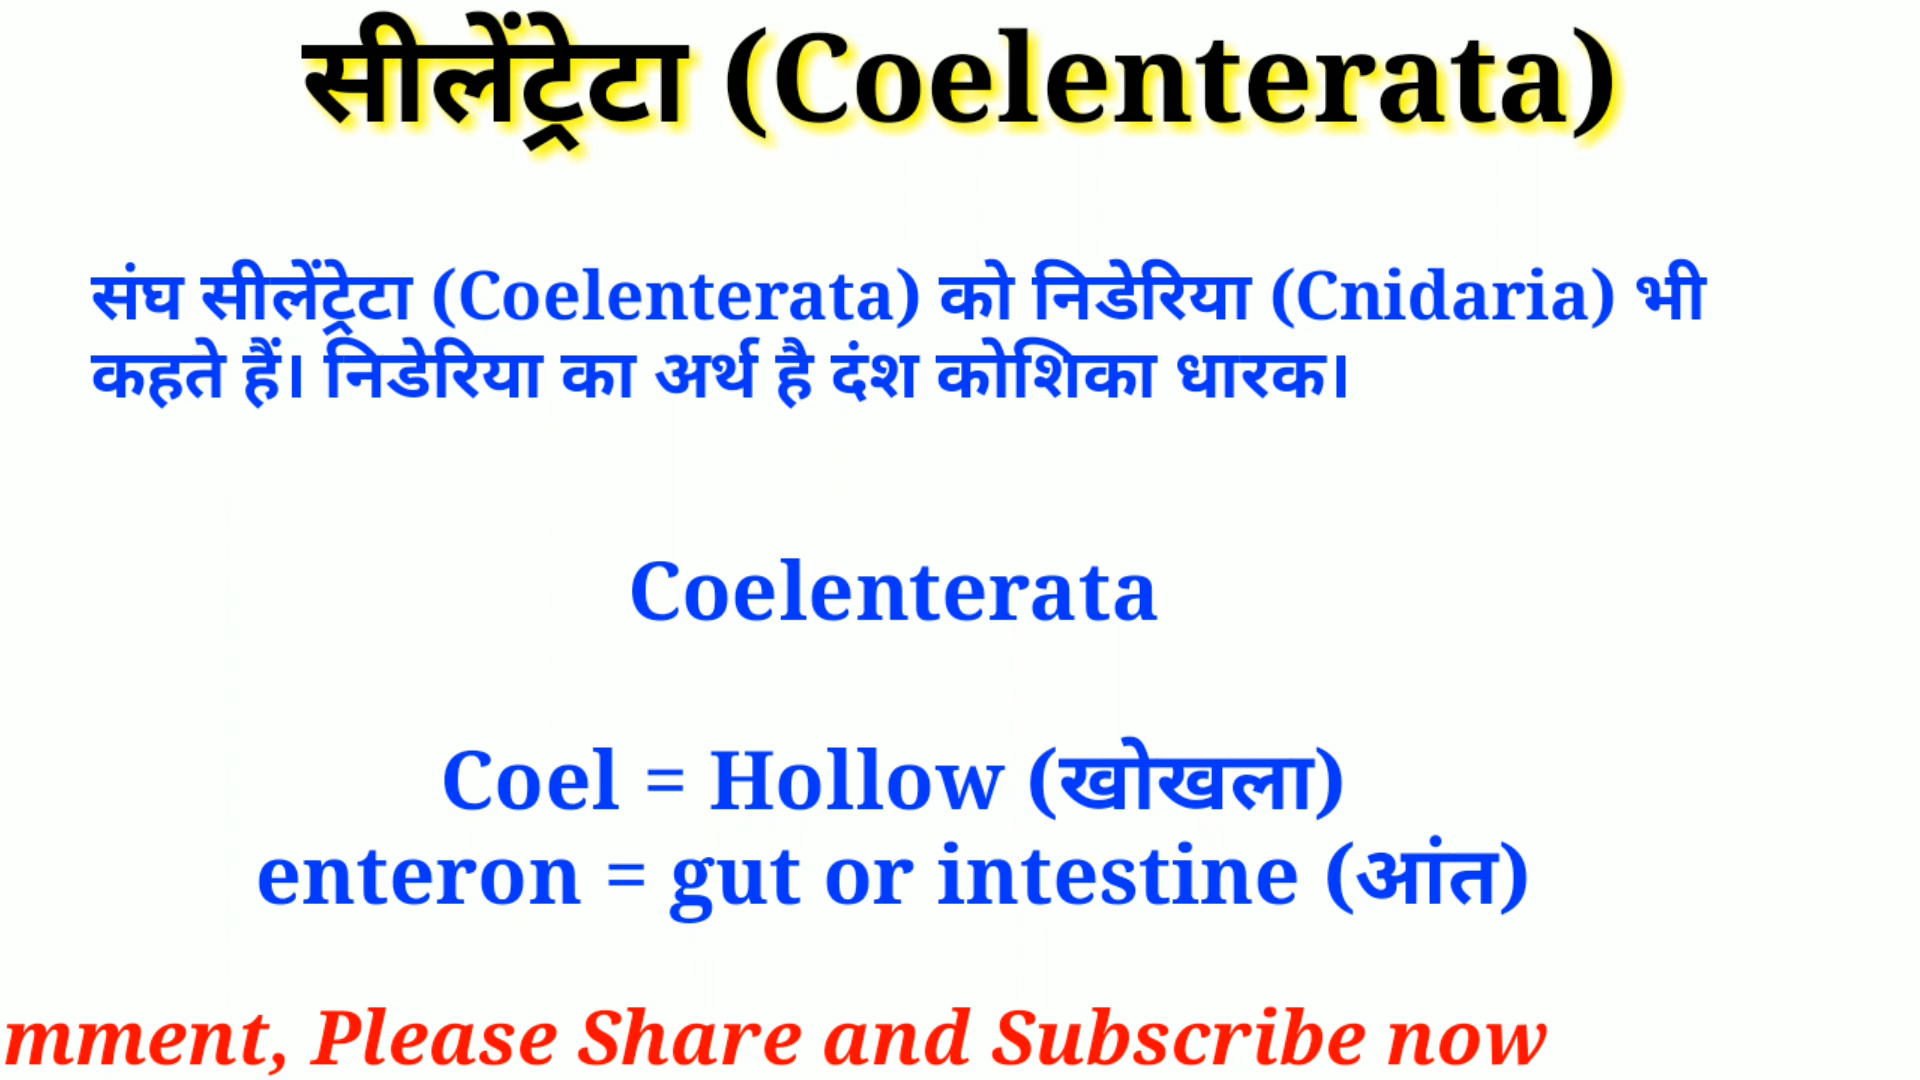 सीलेंट्रेटा (Coelenterata)
संघ सीलेंट्रेटा (Coelenterata) को निडेरिया (Cnidaria) भी
कहते हैं। निडेरिया का अर्थ है दंश कोशिका धारक।
Coelenterata
Coel = Hollow (खोखला)
enteron = gut or intestine (आंत)
mment, Please Share and Subscribe now